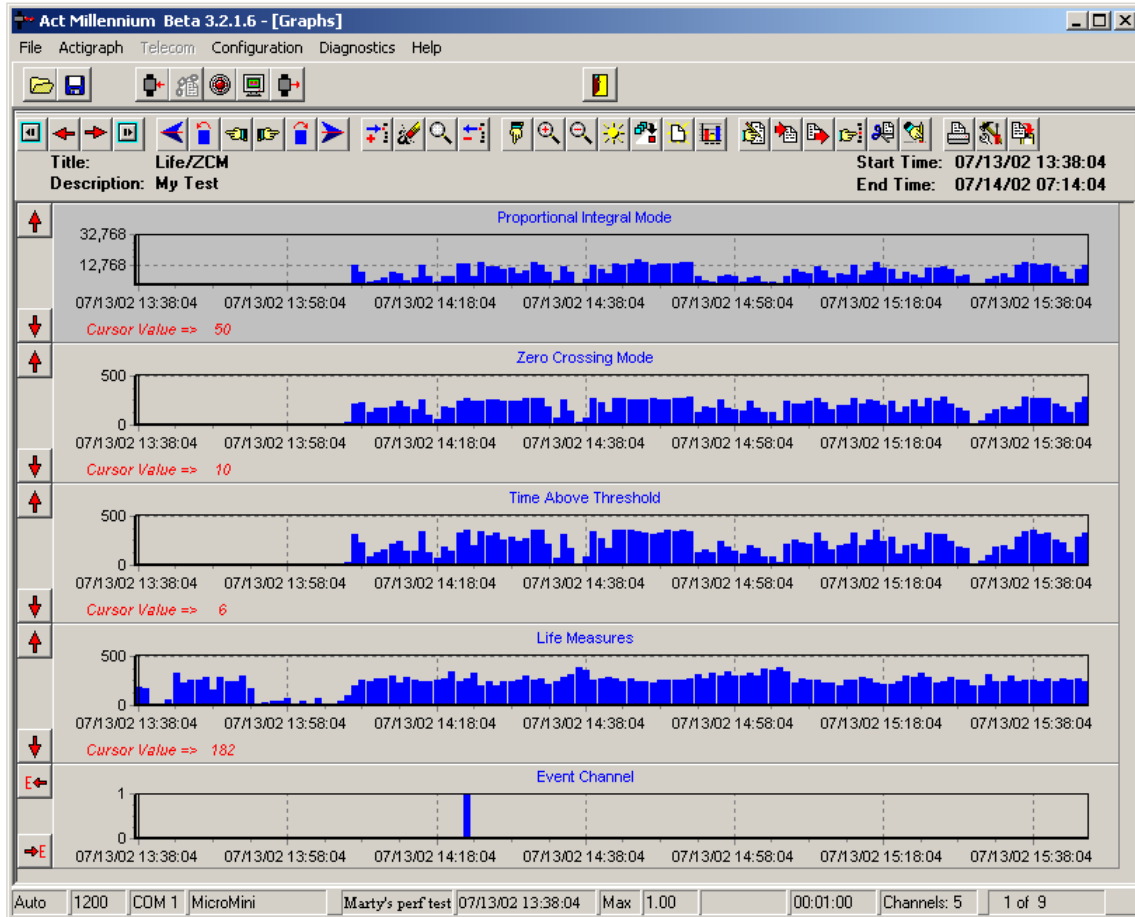 Act Millennium Beta 3.2.1.6 - [Graphs]
File Actigraph Telecom Configuration Diagnostics Help
Title: Life/ZCM
Start Time: 07/13/02 13:38:04
Description: My Test
End Time: 07/14/02 07:14:04
Proportional Integral Mode
32,768
12,768
07/13/02 13:38:04 07/13/02 13:58:04 07/13/02 14:18:04 07/13/02 14:38:04 07/13/02 14:58:04 07/13/02 15:18:04 07/13/02 15:38:04
Cursor Value => 50
Zero Crossing Mode
500
0
07/13/02 13:38:04 07/13/02 13:58:04 07/13/02 14:18:04 07/13/02 14:38:04 07/13/02 14:58:04 07/13/02 15:18:04 07/13/02 15:38:04
Cursor Value => 10
Time Above Threshold
500
0
07/13/02 13:38:04 07/13/02 13:58:04 07/13/02 14:18:04 07/13/02 14:38:04 07/13/02 14:58:04 07/13/02 15:18:04 07/13/02 15:38:04
Cursor Value => 6
Life Measures
500
0
07/13/02 13:38:04 07/13/02 13:58:04 07/13/02 14:18:04 07/13/02 14:38:04 07/13/02 14:58:04 07/13/02 15:18:04 07/13/02 15:38:04
Cursor Value => 182
E
Event Channel
1
0
E
07/13/02 13:38:04 07/13/02 13:58:04 07/13/02 14:18:04 07/13/02 14:38:04 07/13/02 14:58:04 07/13/02 15:18:04 07/13/02 15:38:04
Auto 1200 COM 1 MicroMini Marty's perf test 07/13/02 13:38:04 Max 1.00 00:01:00 Channels: 5 1 of 9